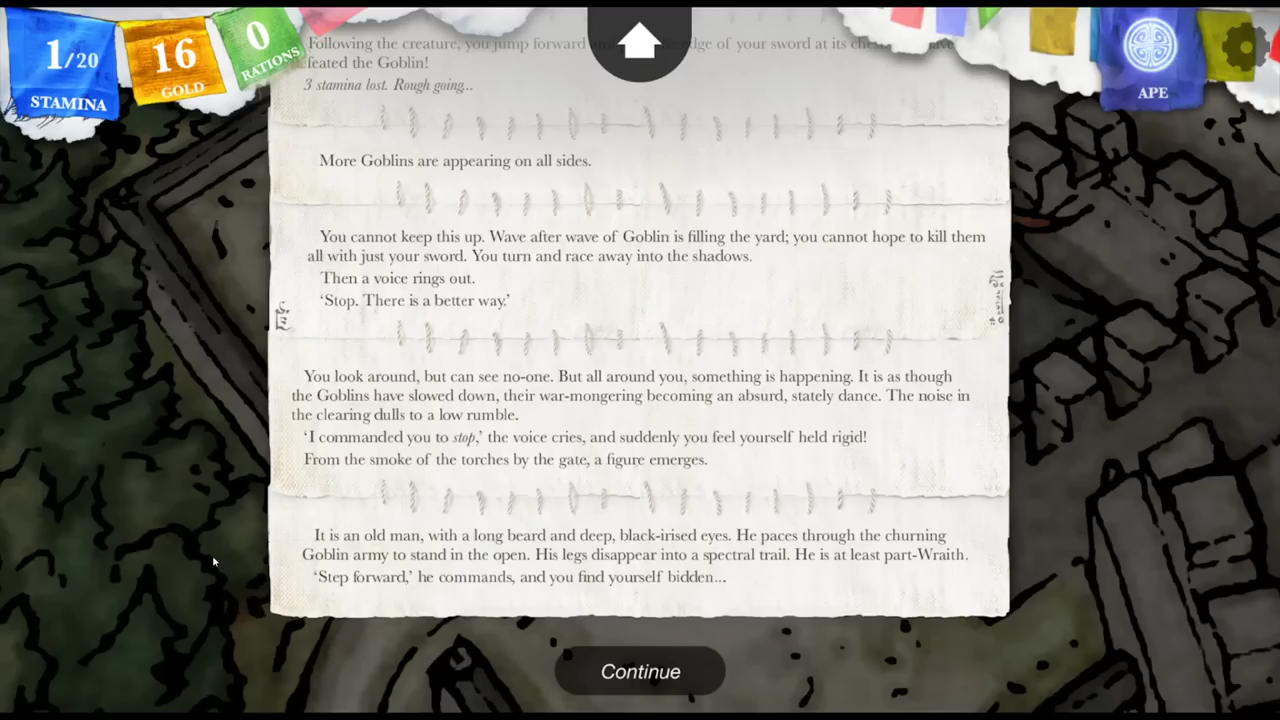 1/20
STAMINA
16
GOLD
0
RATIONS
APE
Following the creature, you jump forward edge of your sword at its
feated the Goblin!
3 stamina lost. Rough going...
More Goblins are appearing on all sides.
You cannot keep this up. Wave after wave of Goblin is filling the yard; you cannot hope to kill them
all with just your sword. You turn and race away into the shadows.
Then a voice rings out.
‘Stop. There is a better way.’
You look around, but can see no-one. But all around you, something is happening. It is as though
the Goblins have slowed down, their war-mongering becoming an absurd, stately dance. The noise in
the clearing dulls to a low rumble.
‘I commanded you to stop,’ the voice cries, and suddenly you feel yourself held rigid!
From the smoke of the torches by the gate, a figure emerges.
It is an old man, with a long beard and deep, black-irised eyes. He paces through the churning
Goblin army to stand in the open. His legs disappear into a spectral trail. He is at least part-Wraith.
‘Step forward,’ he commands, and you find yourself bidden...
Continue